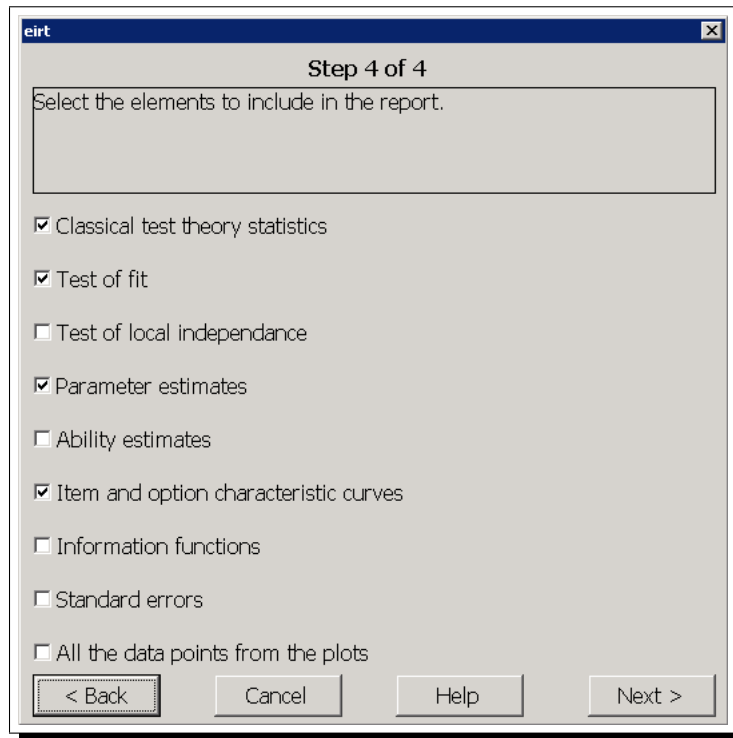 eirt
Step 4 of 4
Select the elements to include in the report.
Classical test theory statistics
Test of fit
Test of local independance
Parameter estimates
Ability estimates
Item and option characteristic curves
Information functions
Standard errors
All the data points from the plots
< Back Cancel Help Next >